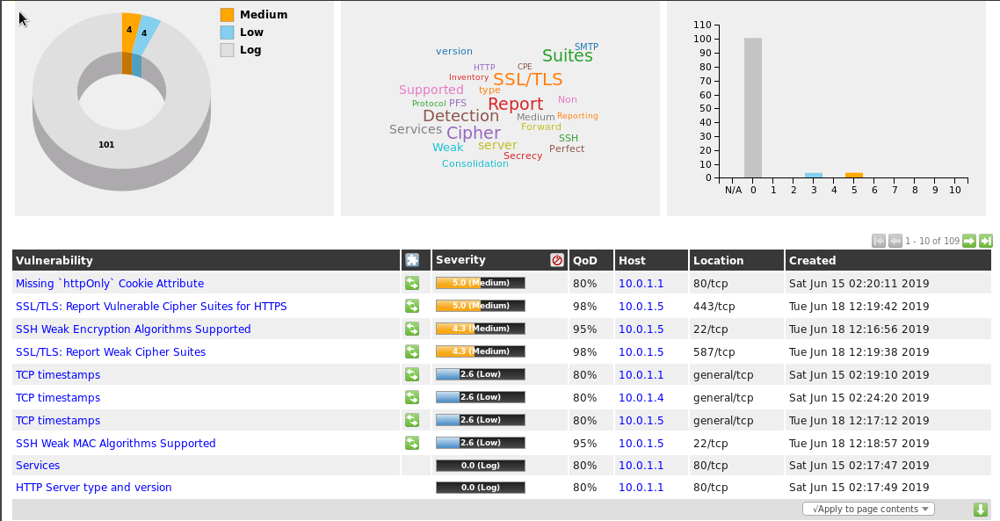 4
4
101
Medium
Low
Log
version
SMTP
Suites
HTTP
CPE
Inventory
SSL/TLS
Supported
type
Protocol
PFS
Report
Non
Detection
Medium
Reporting
Services
Cipher
Forward
SSH
Weak
server
Perfect
Secrecy
Consolidation
110
100
90
80
70
60
50
40
30
20
10
0
N/A 0 1 2 3 4 5 6 7 8 9 10
1 - 10 of 109
Vulnerability Severity QoD Host Location Created
Missing `httpOnly` Cookie Attribute 5.0 (Medium) 80% 10.0.1.1 80/tcp Sat Jun 15 02:20:11 2019
SSL/TLS: Report Vulnerable Cipher Suites for HTTPS 5.0 (Medium) 98% 10.0.1.5 443/tcp Tue Jun 18 12:19:42 2019
SSH Weak Encryption Algorithms Supported 4.3 (Medium) 95% 10.0.1.5 22/tcp Tue Jun 18 12:16:56 2019
SSL/TLS: Report Weak Cipher Suites 4.3 (Medium) 98% 10.0.1.5 587/tcp Tue Jun 18 12:19:38 2019
TCP timestamps 2.6 (Low) 80% 10.0.1.1 general/tcp Sat Jun 15 02:19:10 2019
TCP timestamps 2.6 (Low) 80% 10.0.1.4 general/tcp Sat Jun 15 02:24:20 2019
TCP timestamps 2.6 (Low) 80% 10.0.1.5 general/tcp Tue Jun 18 12:17:12 2019
SSH Weak MAC Algorithms Supported 2.6 (Low) 95% 10.0.1.5 22/tcp Tue Jun 18 12:18:57 2019
Services 0.0 (Log) 80% 10.0.1.1 80/tcp Sat Jun 15 02:17:47 2019
HTTP Server type and version 0.0 (Log) 80% 10.0.1.1 80/tcp Sat Jun 15 02:17:49 2019
√Apply to page contents